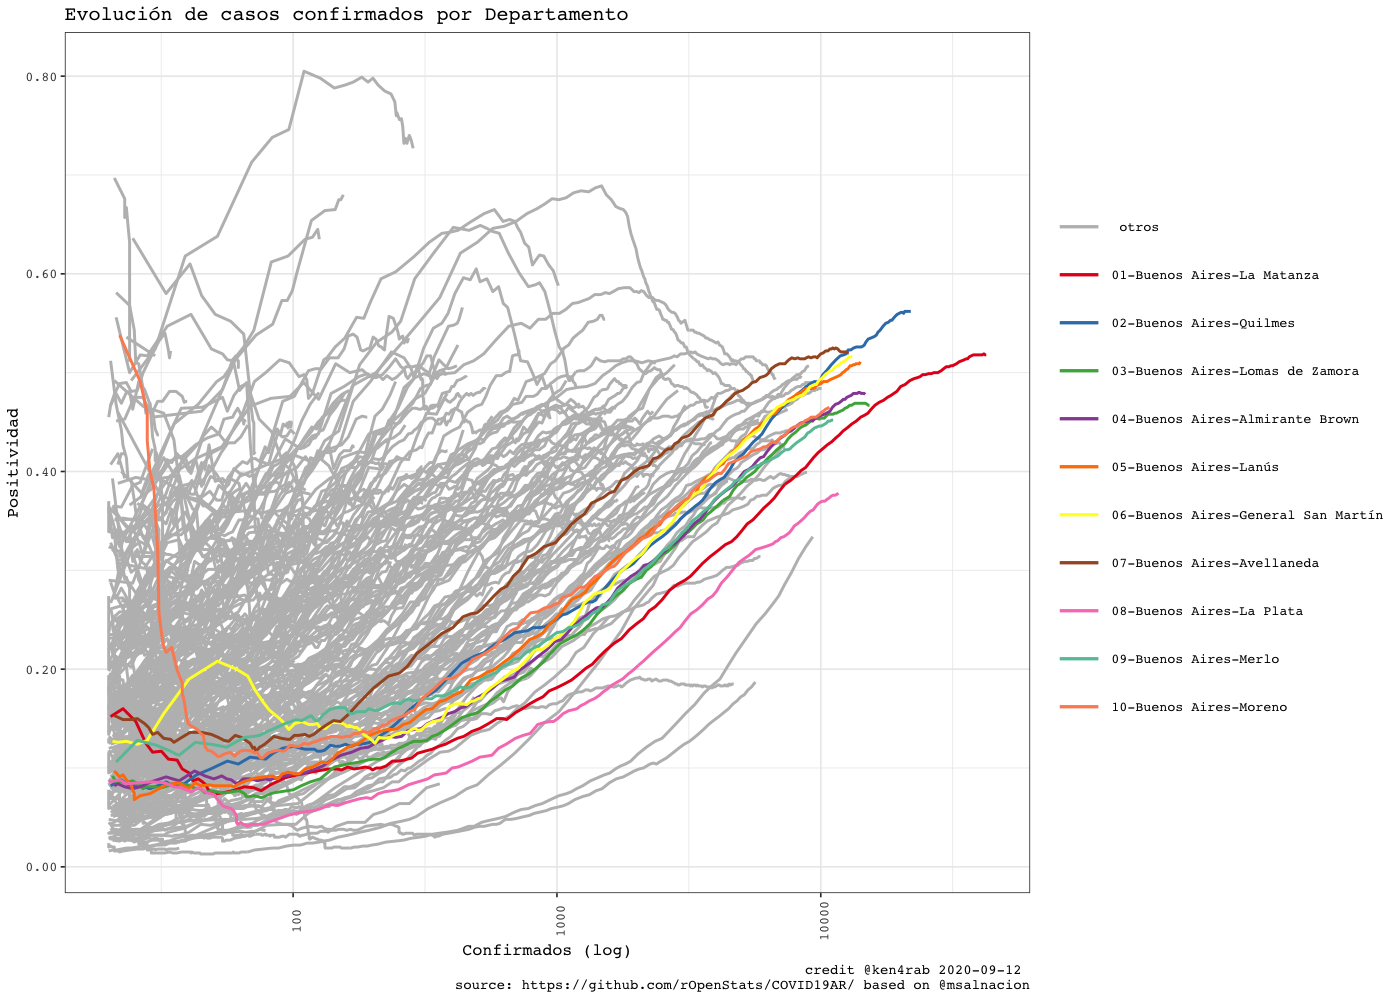 Evolución de casos confirmados por Departamento
Positividad
0.80
0.60
0.40
0.20
0.00
100
1000
10000
Confirmados (log)
otros
01-Buenos Aires-La Matanza
02-Buenos Aires-Quilmes
03-Buenos Aires-Lomas de Zamora
04-Buenos Aires-Almirante Brown
05-Buenos Aires-Lanús
06-Buenos Aires-General San Martín
07-Buenos Aires-Avellaneda
08-Buenos Aires-La Plata
09-Buenos Aires-Merlo
10-Buenos Aires-Moreno
credit @ken4rab 2020-09-12
source: https://github.com/rOpenStats/COVID19AR/ based on @msalnacion